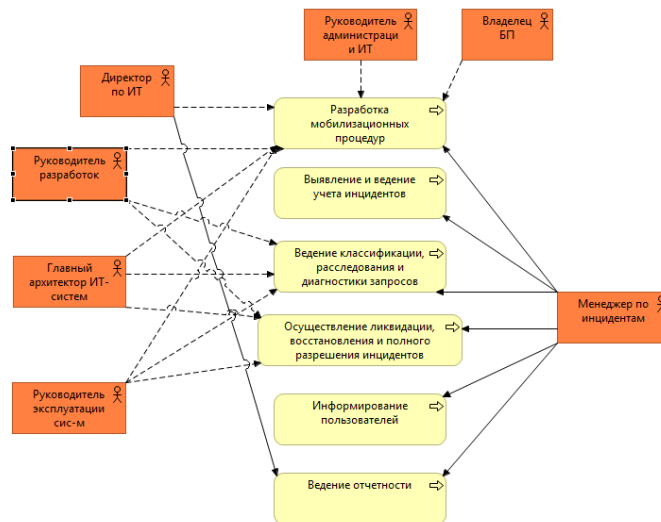 Руководитель
администраци
и ИТ
Владелец
БП
Директор
по ИТ
Разработка
мобилизационных
процедур
Руководитель
разработок
Выявление и ведение
учета инцидентов
Главный
архитектор ИТ-
систем
Ведение классификации,
расследования и
диагностики запросов
Менеджер по
инцидентам
Осуществление ликвидации,
восстановления и полного
разрешения инцидентов
Руководитель
эксплуатации
сис-м
Информирование
пользователей
Ведение отчетности